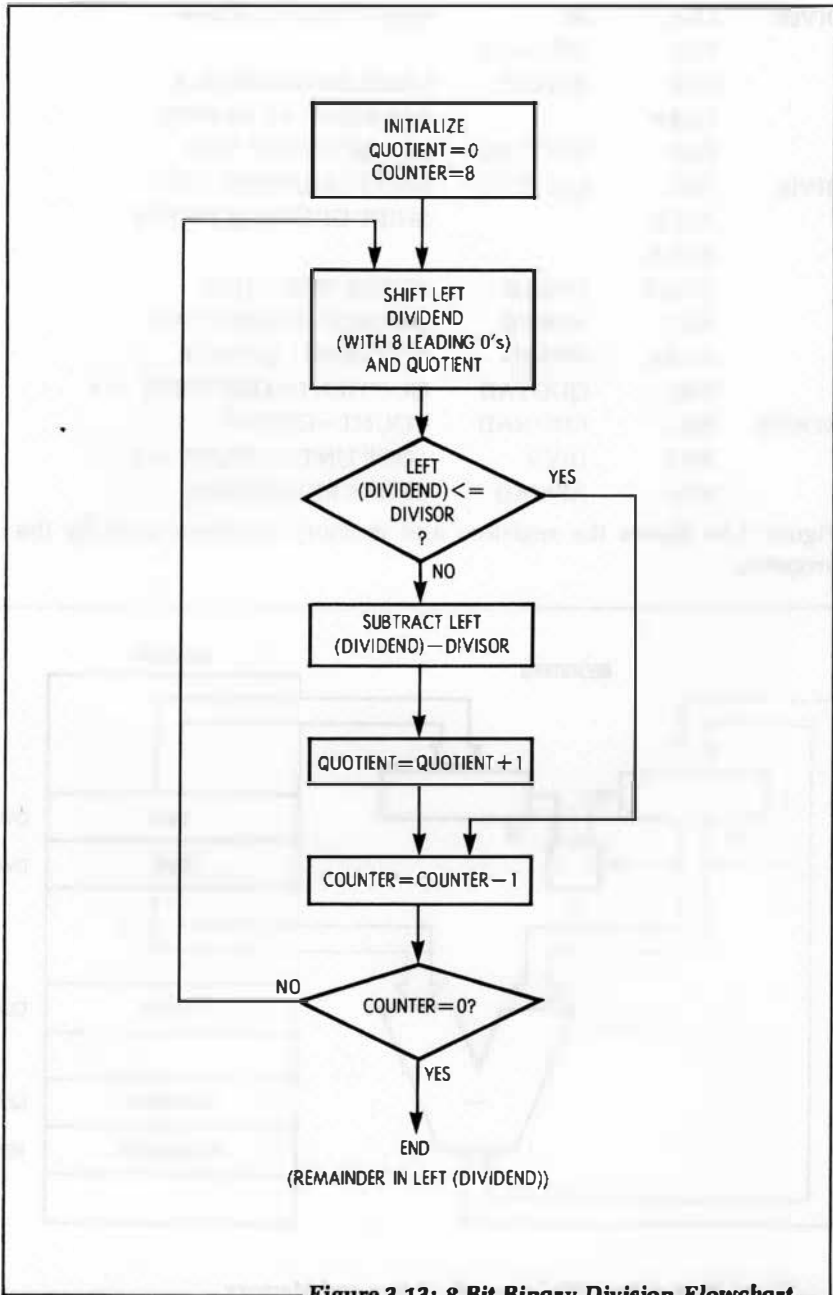 INITIALIZE
QUOTIENT=0
COUNTER=8
SHIFT LEFT
DIVIDEND
(WITH 8 LEADING 0's)
AND QUOTIENT
LEFT
(DIVIDEND)<=
DIVISOR
?
YES
NO
SUBTRACT LEFT
(DIVIDEND)−DIVISOR
QUOTIENT=QUOTIENT+1
COUNTER=COUNTER−1
NO
COUNTER=0?
YES
END
(REMAINDER IN LEFT (DIVIDEND))
Figure 3.13: 8 Bit Binary Division Flowchart